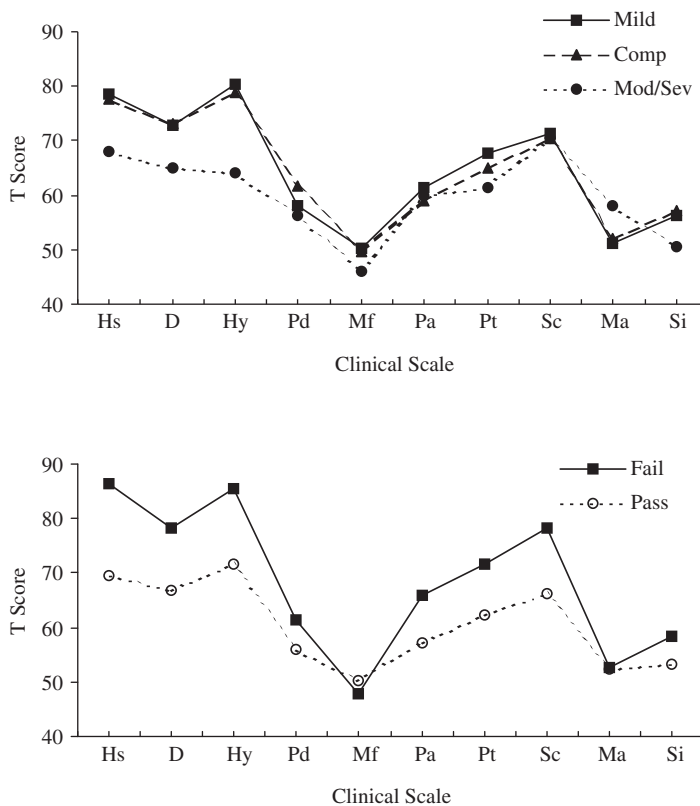 90
80
70
60
50
40
T Score
Mild
Comp
Mod/Sev
Hs D Hy Pd Mf Pa Pt Sc Ma Si
Clinical Scale
90
80
70
60
50
40
T Score
Fail
Pass
Hs D Hy Pd Mf Pa Pt Sc Ma Si
Clinical Scale